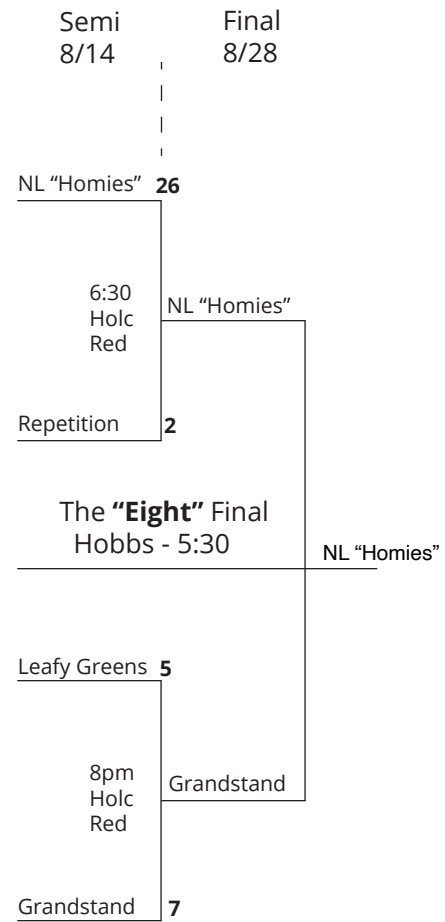 Semi Final
8/14 8/28
NL “Homies” 26
6:30
Holc
Red
NL “Homies”
Repetition 2
The “Eight” Final
Hobbs - 5:30
NL “Homies”
Leafy Greens 5
8pm
Holc
Red
Grandstand
Grandstand 7